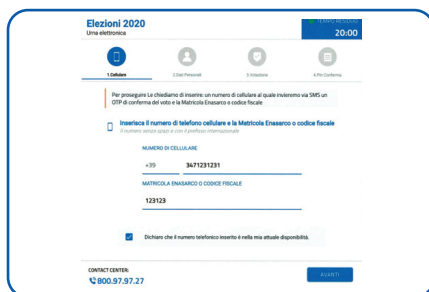 Elezioni 2020
Urna elettronica
TEMPO RESIDUO
20:00
1.Cellulare
2.Dati Personali
3.Votazione
4.Pin Conferma
Per proseguire Le chiediamo di inserire: un numero di cellulare al quale invieremo via SMS un
OTP di conferma del voto e la Matricola Enasarco o codice fiscale
Inserisca il numero di telefono cellulare e la Matricola Enasarco o codice fiscale
Il numero senza spazi e con il prefisso internazionale
NUMERO DI CELLULARE
+39 3471231231
MATRICOLA ENASARCO O CODICE FISCALE
123123
Dichiaro che il numero telefonico inserito è nella mia attuale disponibilità.
CONTACT CENTER:
800.97.97.27
AVANTI